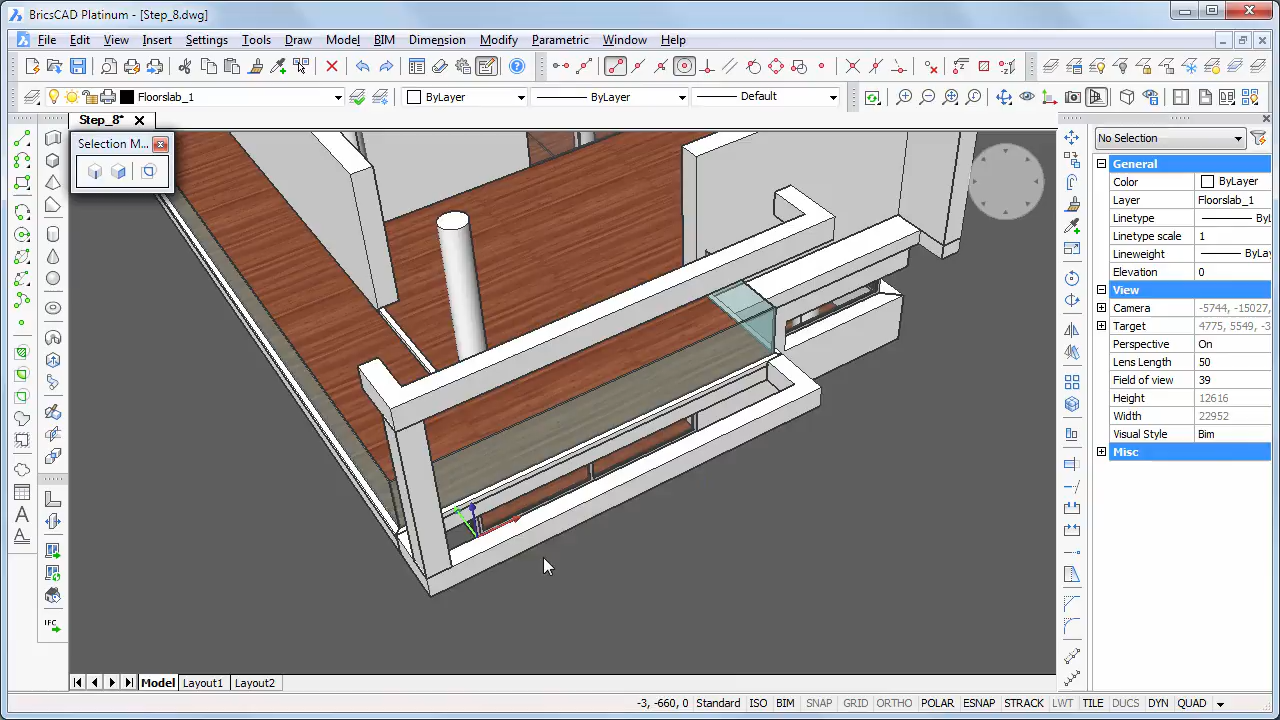 BricsCAD Platinum - [Step_8.dwg]
File Edit View Insert Settings Tools Draw Model BIM Dimension Modify Parametric Window Help
Floorslab_1 ByLayer ByLayer Default
Step_8*
Selection M...
No Selection
General
Color ByLayer
Layer Floorslab_1
Linetype ByL
Linetype scale 1
Lineweight ByLay
Elevation 0
View
Camera -5744, -15027,
Target 4775, 5549, -3
Perspective On
Lens Length 50
Field of view 39
Height 12616
Width 22952
Visual Style Bim
Misc
A
A
IFC
Model Layout1 Layout2
-3, -660, 0 Standard ISO BIM SNAP GRID ORTHO POLAR ESNAP STRACK LWT TILE DUCS DYN QUAD